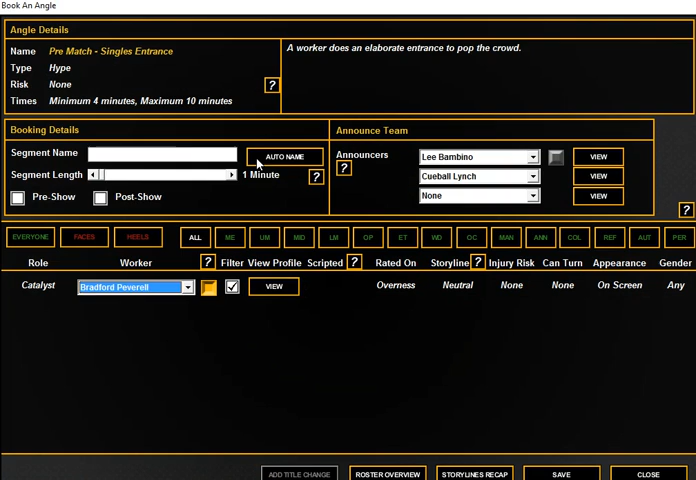 Book An Angle
Angle Details
Name Pre Match - Singles Entrance
Type Hype
Risk None
?
Times Minimum 4 minutes, Maximum 10 minutes
A worker does an elaborate entrance to pop the crowd.
Booking Details
Segment Name
AUTO NAME
Segment Length
1 Minute
?
Pre-Show Post-Show
Announce Team
Announcers
?
Lee Bambino
VIEW
Cueball Lynch
VIEW
None
VIEW
?
EVERYONE FACES HEELS ALL ME UM MID LM OP ET WD OC MAN ANN COL REF AUT PER
Role Worker ? Filter View Profile Scripted ? Rated On Storyline ? Injury Risk Can Turn Appearance Gender
Catalyst Bradford Peverell VIEW Overness Neutral None None On Screen Any
ADD TITLE CHANGE ROSTER OVERVIEW STORYLINES RECAP SAVE CLOSE